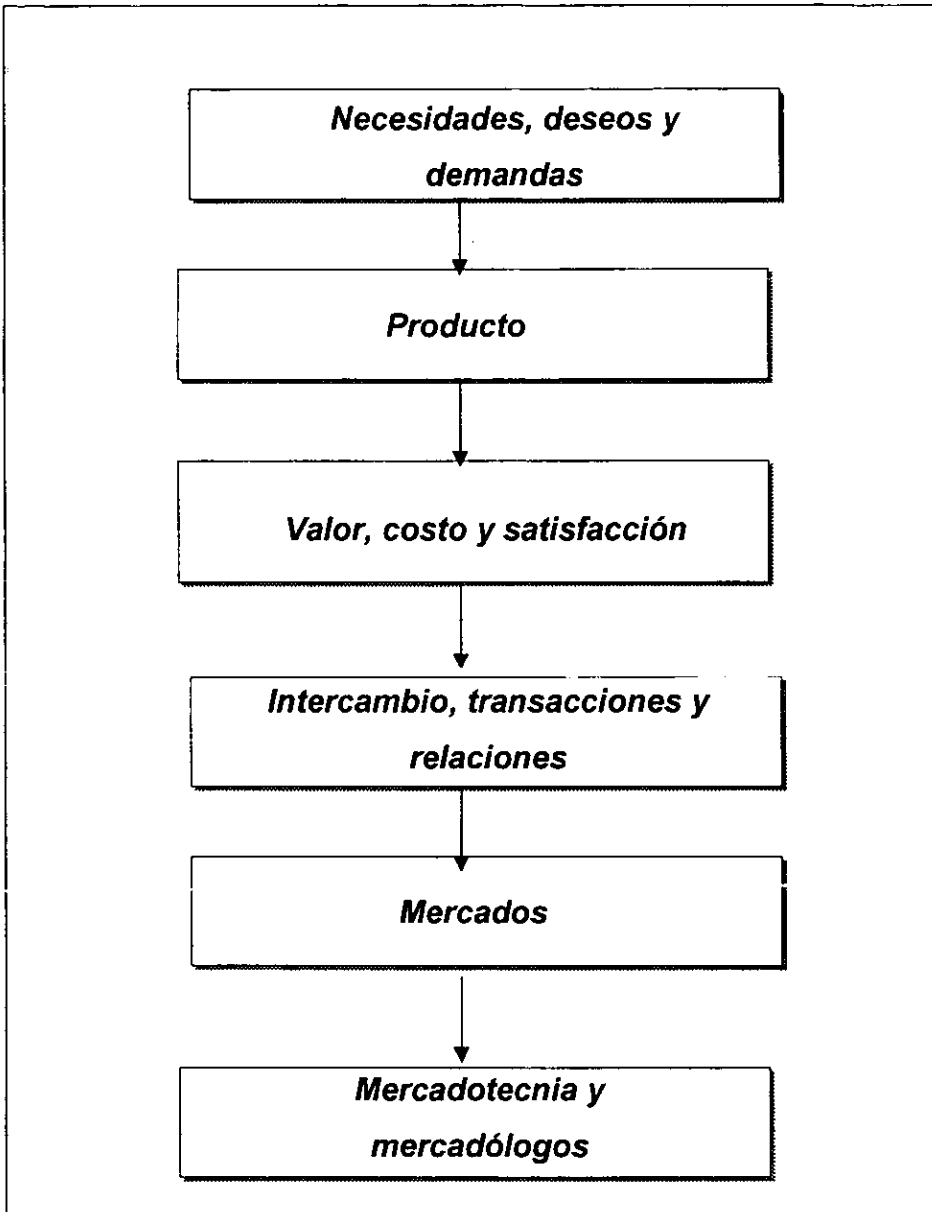 Necesidades, deseos y
demandas
Producto
Valor, costo y satisfacción
Intercambio, transacciones y
relaciones
Mercados
Mercadotecnia y
mercadólogos